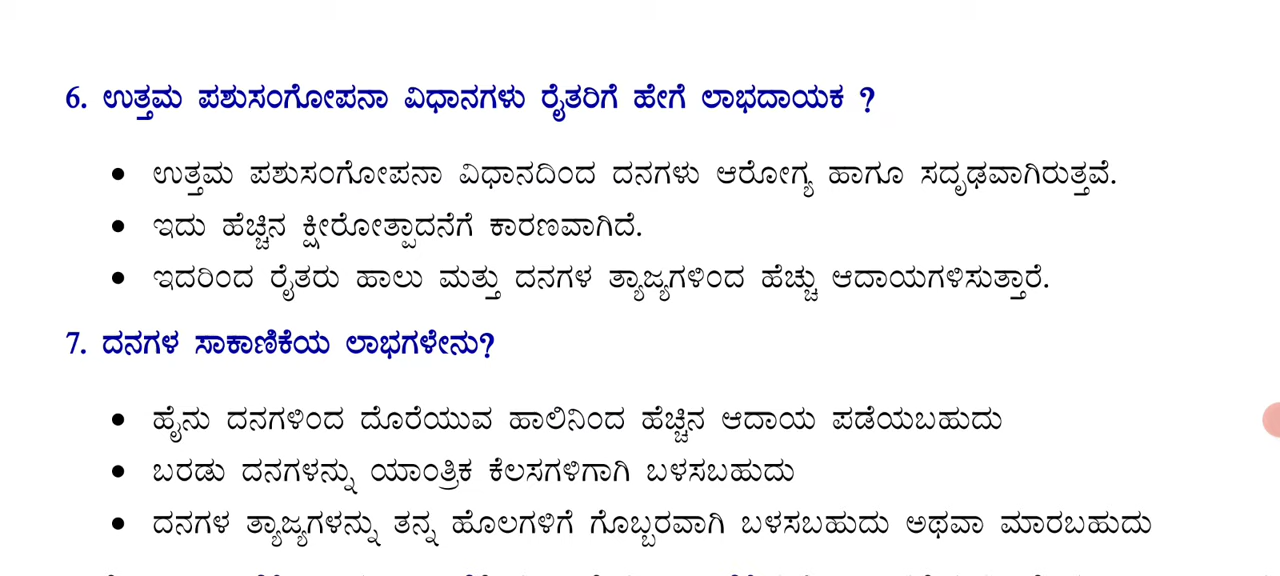 6. ಉತ್ತಮ ಪಶುಸಂಗೋಪನಾ ವಿಧಾನಗಳು ರೈತರಿಗೆ ಹೇಗೆ ಲಾಭದಾಯಕ ?
• ಉತ್ತಮ ಪಶುಸಂಗೋಪನಾ ವಿಧಾನದಿಂದ ದನಗಳು ಆರೋಗ್ಯ ಹಾಗೂ ಸದೃಢವಾಗಿರುತ್ತವೆ.
• ಇದು ಹೆಚ್ಚಿನ ಕ್ಷೀರೋತ್ಪಾದನೆಗೆ ಕಾರಣವಾಗಿದೆ.
• ಇದರಿಂದ ರೈತರು ಹಾಲು ಮತ್ತು ದನಗಳ ತ್ಯಾಜ್ಯಗಳಿಂದ ಹೆಚ್ಚು ಆದಾಯಗಳಿಸುತ್ತಾರೆ.
7. ದನಗಳ ಸಾಕಾಣಿಕೆಯ ಲಾಭಗಳೇನು?
• ಹೈನು ದನಗಳಿಂದ ದೊರೆಯುವ ಹಾಲಿನಿಂದ ಹೆಚ್ಚಿನ ಆದಾಯ ಪಡೆಯಬಹುದು
• ಬರಡು ದನಗಳನ್ನು ಯಾಂತ್ರಿಕ ಕೆಲಸಗಳಿಗಾಗಿ ಬಳಸಬಹುದು
• ದನಗಳ ತ್ಯಾಜ್ಯಗಳನ್ನು ತನ್ನ ಹೊಲಗಳಿಗೆ ಗೊಬ್ಬರವಾಗಿ ಬಳಸಬಹುದು ಅಥವಾ ಮಾರಬಹುದು